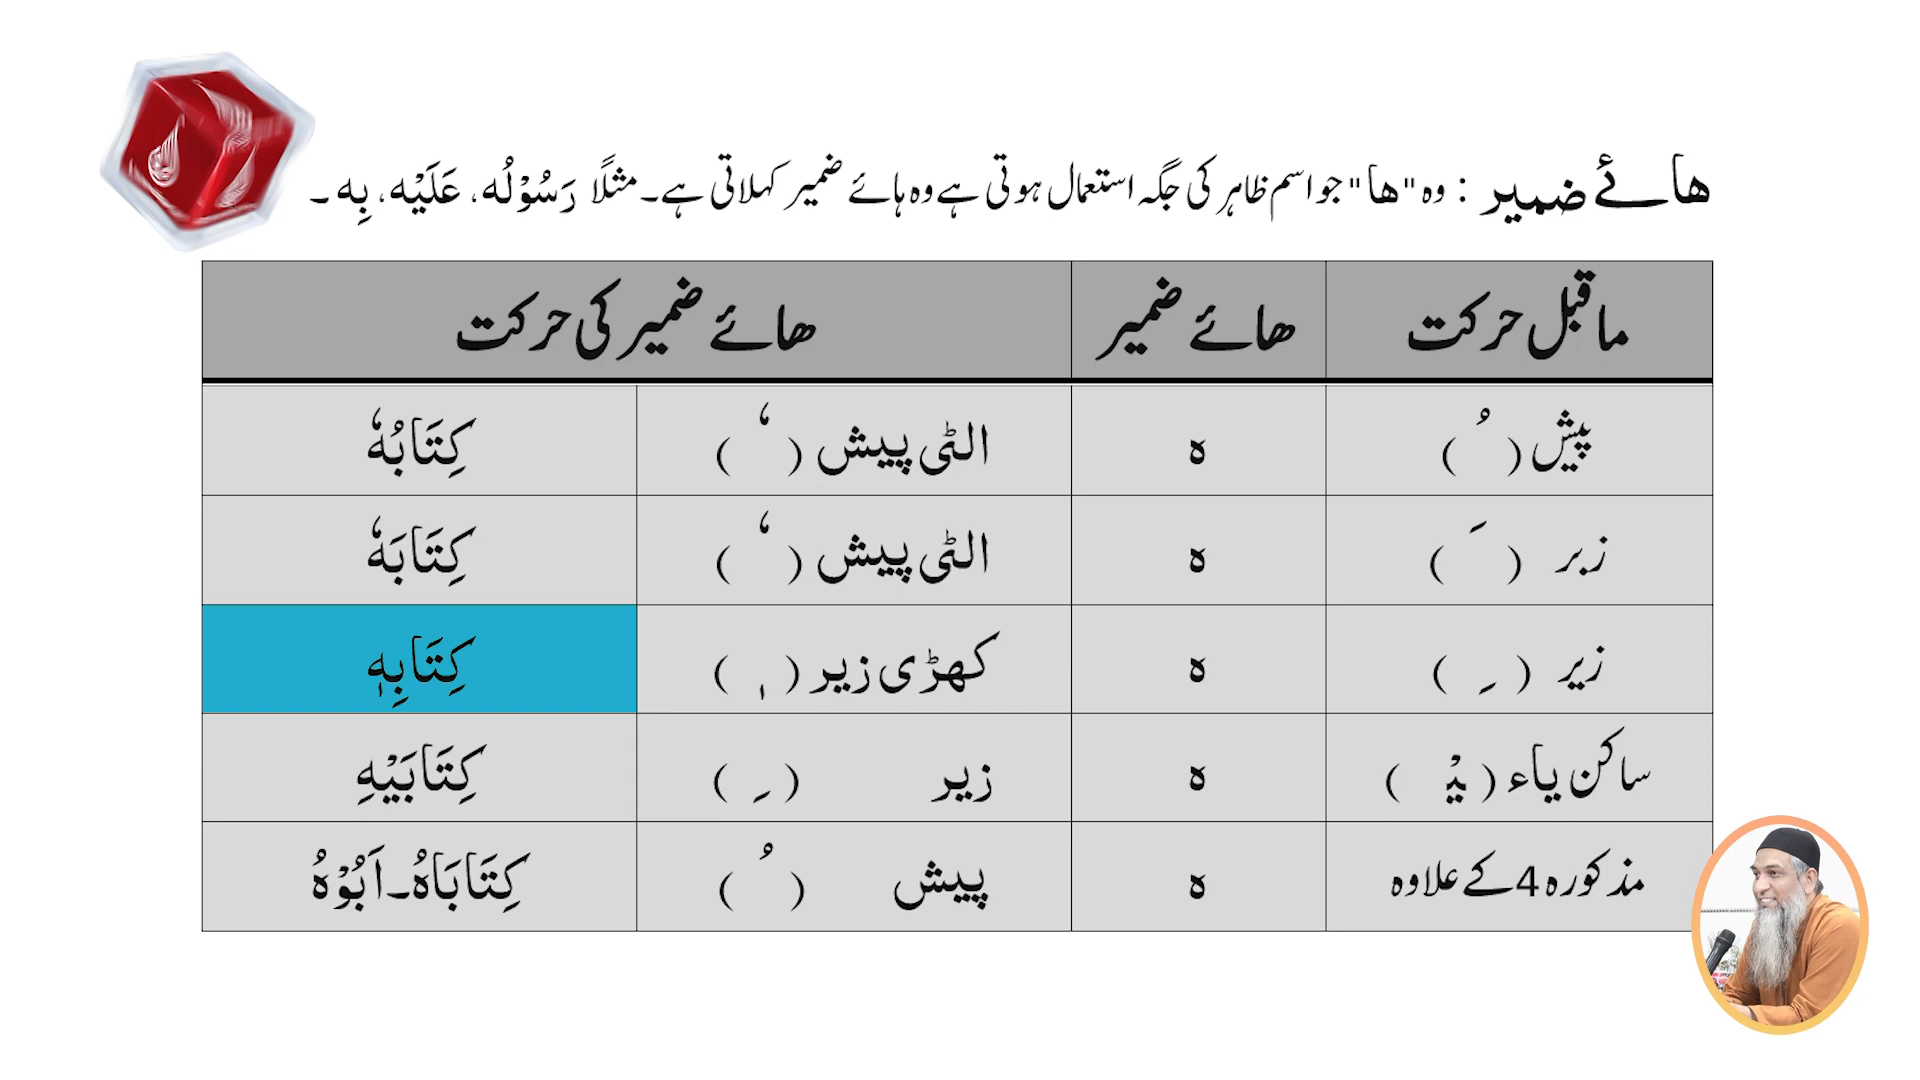 ھائے ضمیر : وہ "ھا" جو اسم ظاہر کی جگہ استعمال ہوتی ہے وہ ہائے ضمیر کہلاتی ہے۔ مثلًا رَسُوْلُه، عَلَيْه، بِه ۔
ما قبل حرکت ھائے ضمیر ھائے ضمیر کی حرکت
پیش ( ُ ) ہ الٹی پیش ( ٗ ) كِتَابُهٗ
زبر ( َ ) ہ الٹی پیش ( ٗ ) كِتَابَهٗ
زیر ( ِ ) ہ کھڑی زیر ( ٖ ) كِتَابِهٖ
ساکن یاء ( يْ ) ہ زیر ( ِ ) كِتَابَيْهِ
مذکورہ 4 کے علاوہ ہ پیش ( ُ ) كِتَابَاهُ۔اَبُوْهُ